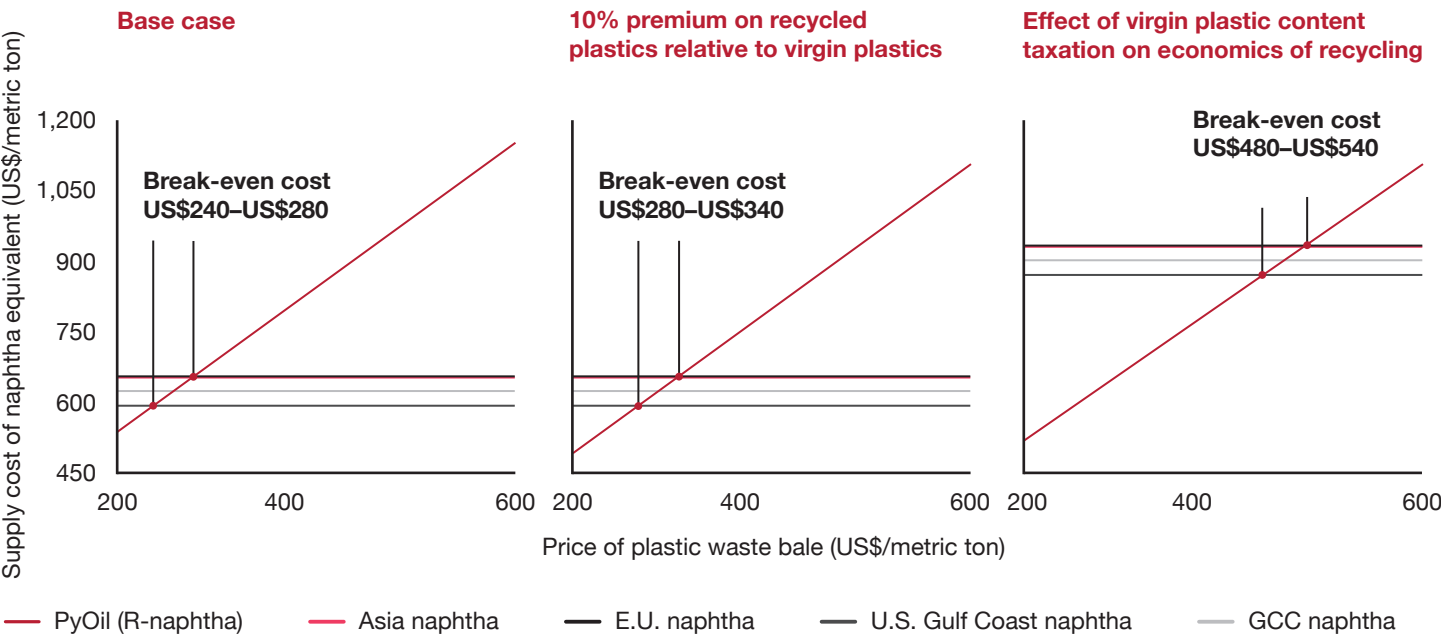 Base case
10% premium on recycled
plastics relative to virgin plastics
Effect of virgin plastic content
taxation on economics of recycling
Supply cost of naphtha equivalent (US$/metric ton)
1,200
1,050
900
750
600
450
Break-even cost
US$240–US$280
Break-even cost
US$280–US$340
Break-even cost
US$480–US$540
200
400
600
200
400
600
200
400
600
Price of plastic waste bale (US$/metric ton)
PyOil (R-naphtha)
Asia naphtha
E.U. naphtha
U.S. Gulf Coast naphtha
GCC naphtha